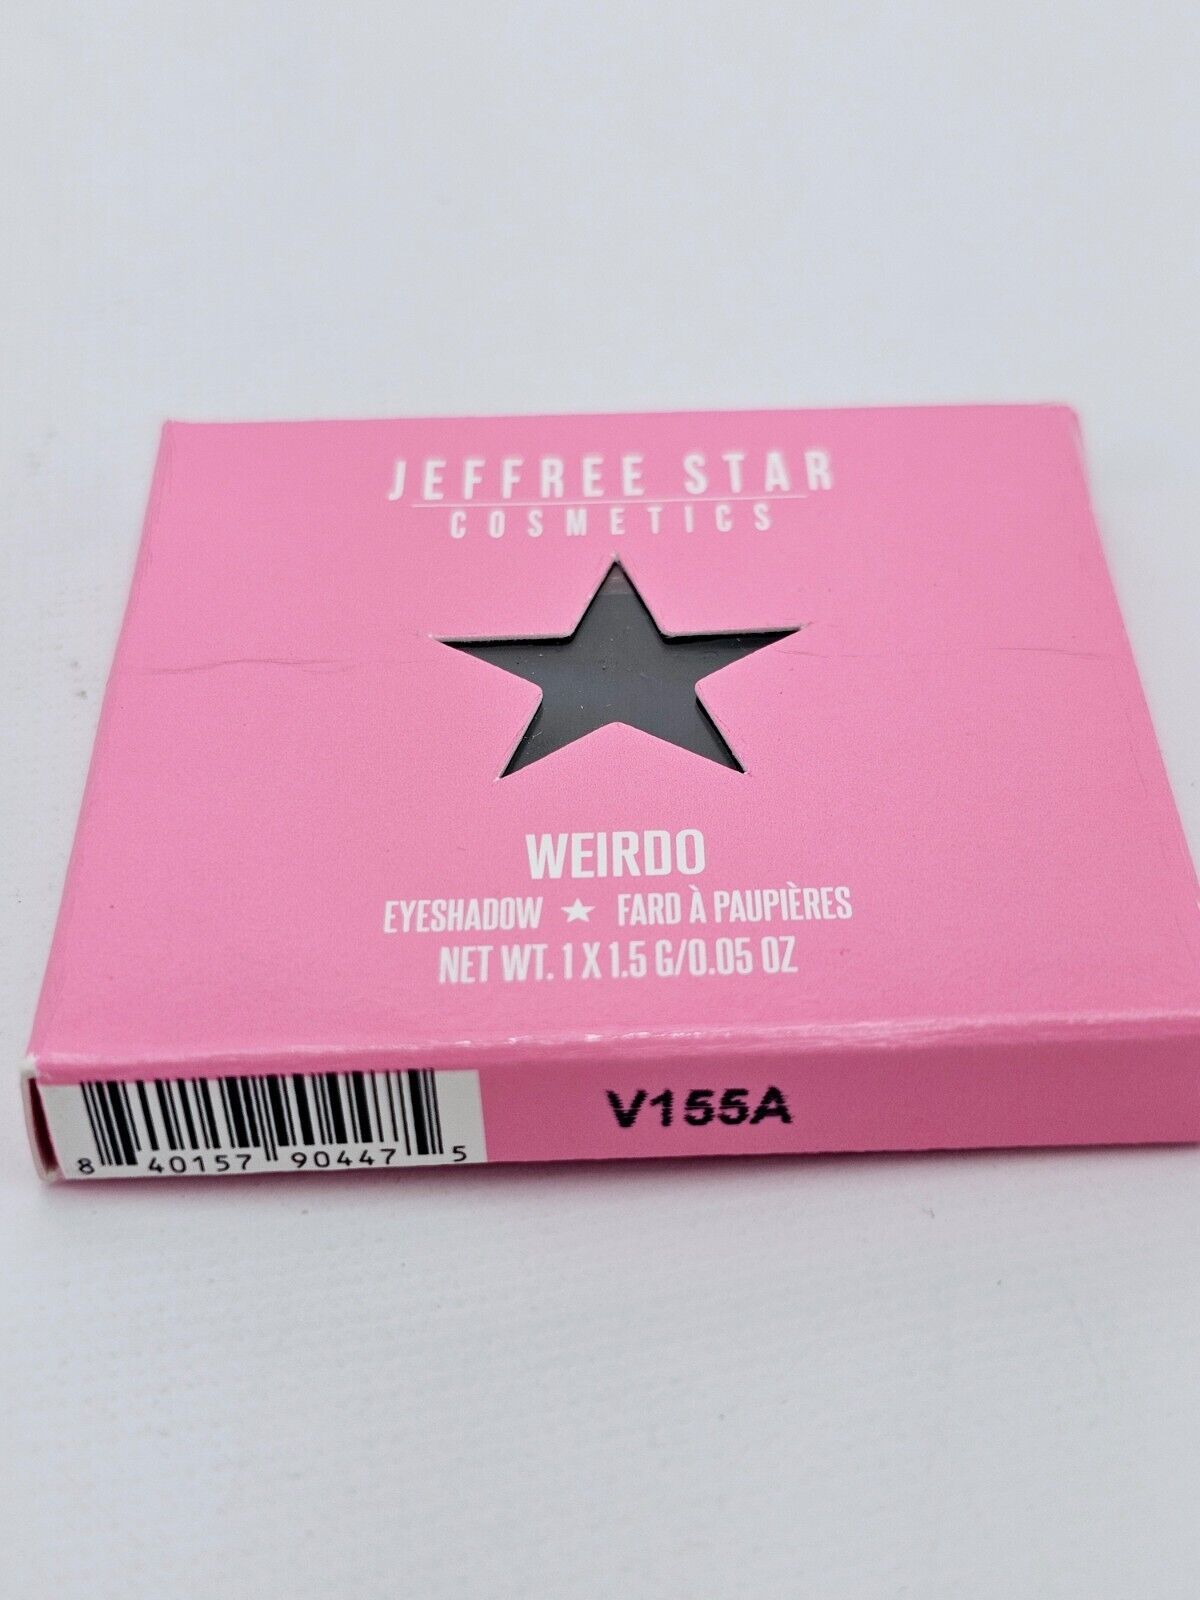 JEFFREE STAR
COSMETICS
WEIRDO
EYESHADOW ★ FARD À PAUPIÈRES
NET WT. 1 X 1.5 G/0.05 OZ
V155A
8 40157 90447 5